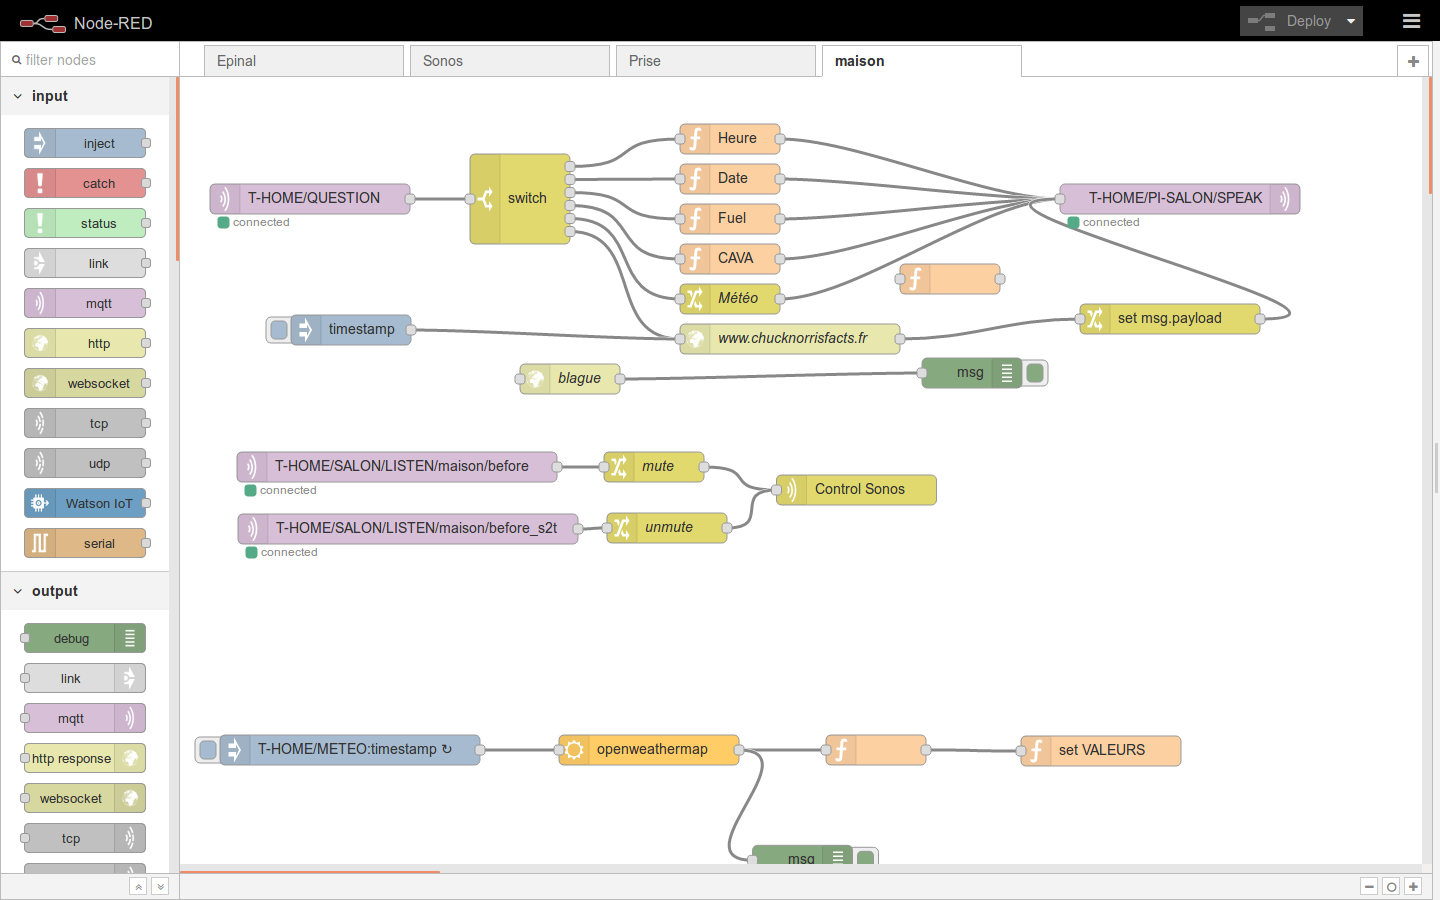 Node-RED
Deploy
filter nodes
Epinal
Sonos
Prise
maison
input
inject
catch
status
link
mqtt
http
websocket
tcp
udp
Watson IoT
serial
output
debug
link
mqtt
http response
websocket
tcp
T-HOME/QUESTION
connected
switch
Heure
Date
Fuel
CAVA
Météo
www.chucknorrisfacts.fr
T-HOME/PI-SALON/SPEAK
connected
timestamp
set msg.payload
blague
msg
T-HOME/SALON/LISTEN/maison/before
connected
mute
Control Sonos
T-HOME/SALON/LISTEN/maison/before_s2t
connected
unmute
T-HOME/METEO:timestamp ↻
openweathermap
set VALEURS
msg